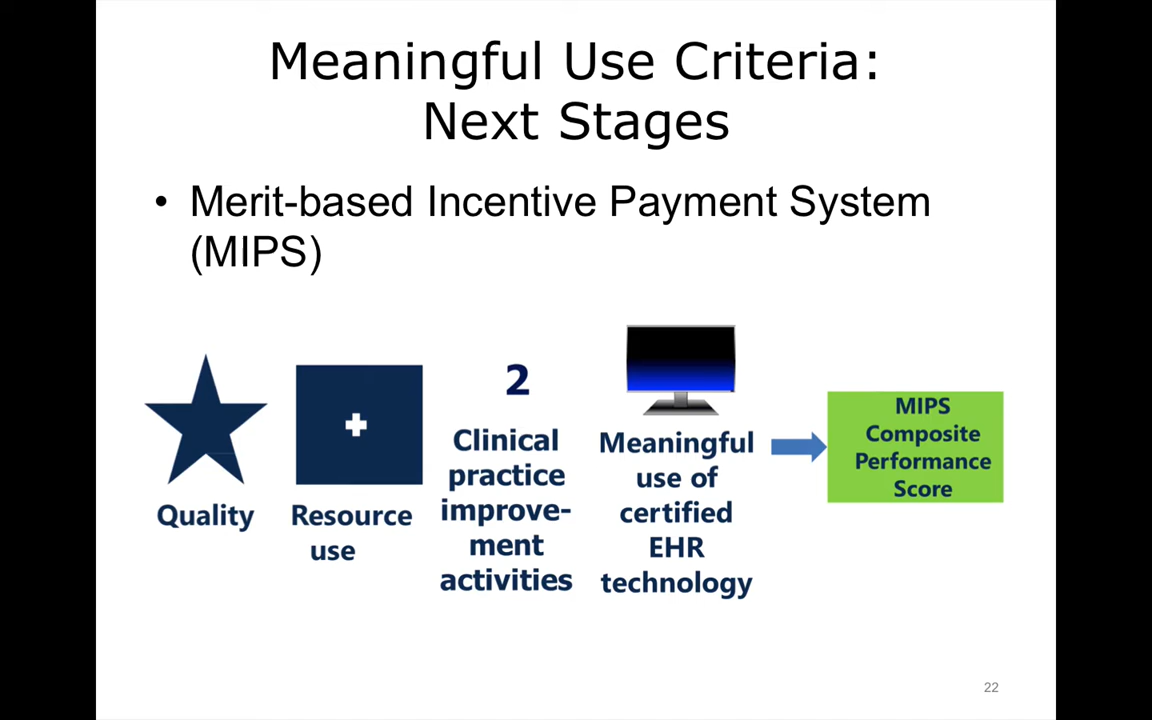 Meaningful Use Criteria:
Next Stages
• Merit-based Incentive Payment System
(MIPS)
Quality
Resource
use
2
Clinical
practice
improve-
ment
activities
Meaningful
use of
certified
EHR
technology
MIPS
Composite
Performance
Score
22